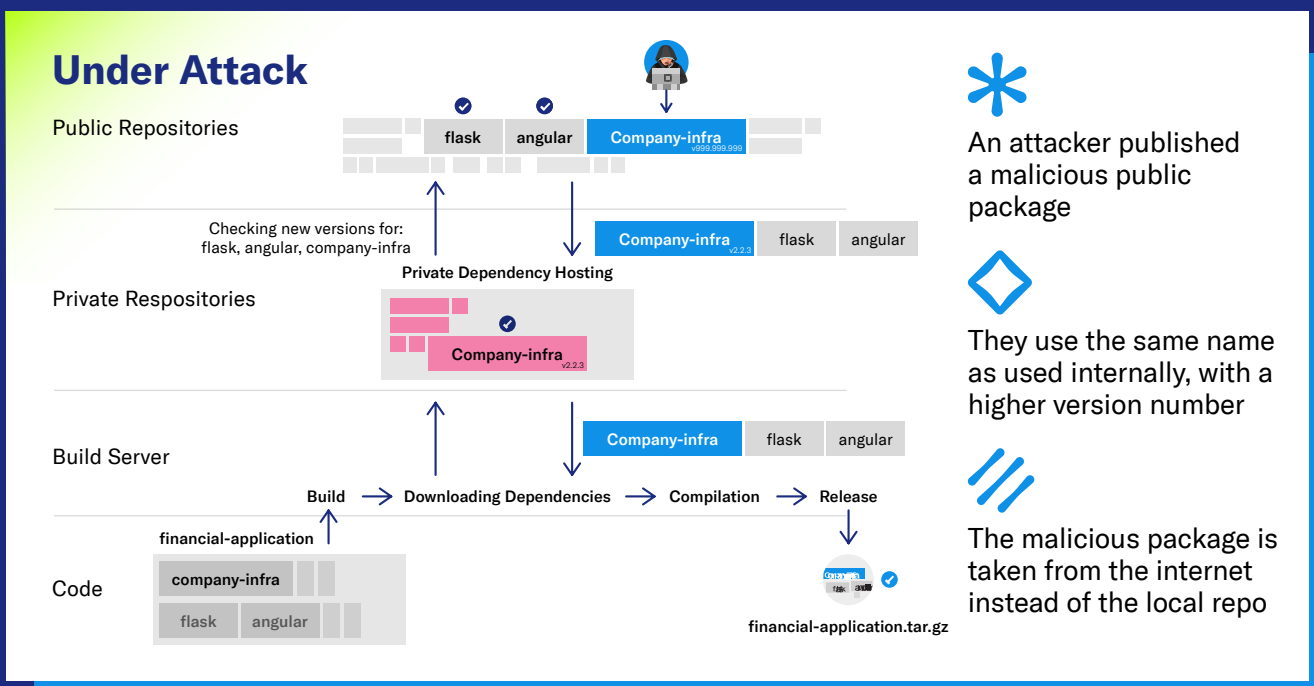 Under Attack
Public Repositories
flask
angular
Company-infra
v999.999.999
Checking new versions for:
flask, angular, company-infra
Company-infra
v2.2.3
flask
angular
Private Dependency Hosting
Private Respositories
Company-infra
v2.2.3
Company-infra
flask
angular
Build Server
Build
Downloading Dependencies
Compilation
Release
financial-application
Code
company-infra
flask
angular
financial-application.tar.gz
An attacker published
a malicious public
package
They use the same name
as used internally, with a
higher version number
The malicious package is
taken from the internet
instead of the local repo